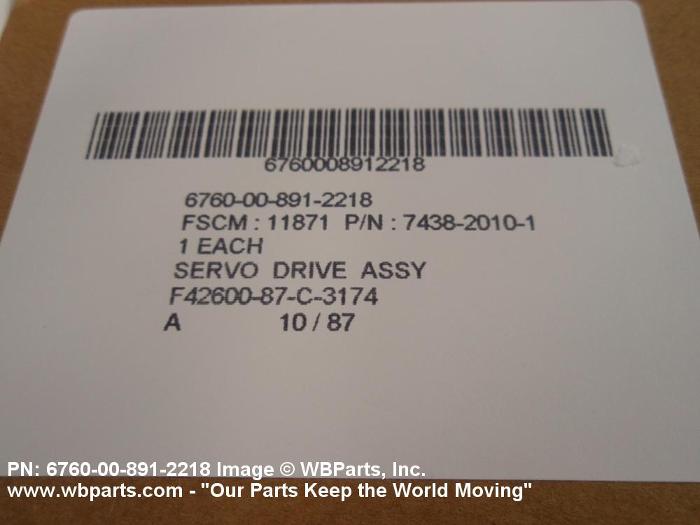 6760008912218
6760-00-891-2218
FSCM : 11871 P/N : 7438-2010-1
1 EACH
SERVO DRIVE ASSY
F42600-87-C-3174
A 10 / 87
PN: 6760-00-891-2218 Image © WBParts, Inc.
www.wbparts.com - "Our Parts Keep the World Moving"